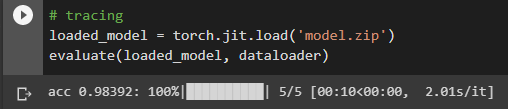 # tracing
loaded_model = torch.jit.load('model.zip')
evaluate(loaded_model, dataloader)
acc 0.98392: 100%|██████████| 5/5 [00:10<00:00,  2.01s/it]